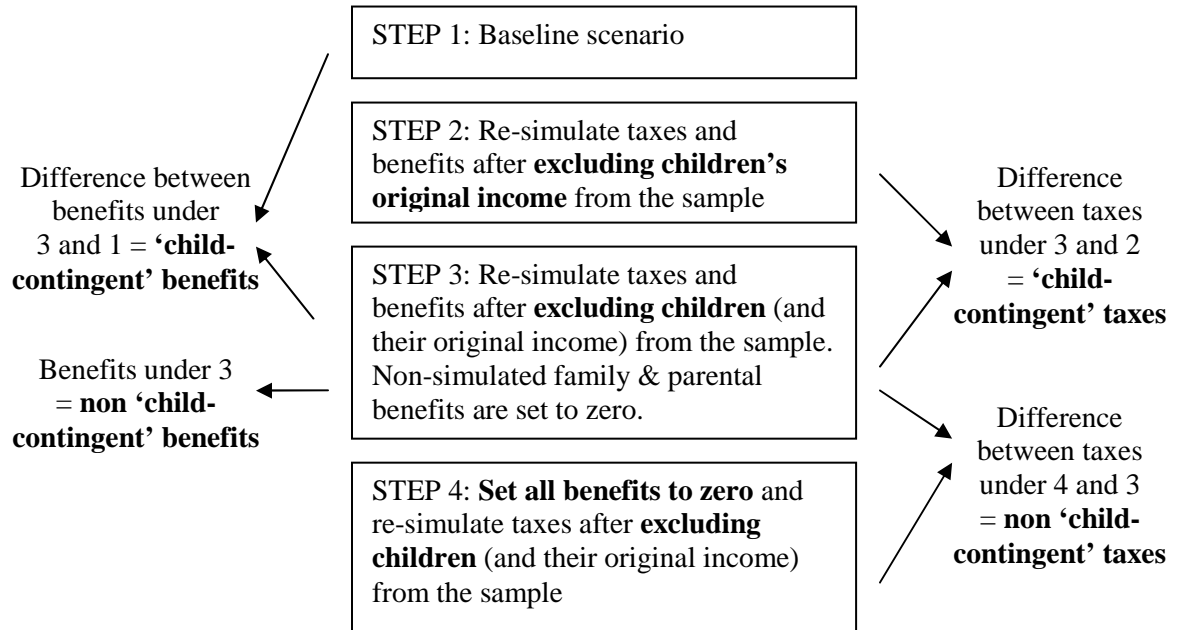 STEP 1: Baseline scenario
STEP 2: Re-simulate taxes and
benefits after excluding children’s
original income from the sample
Difference between
benefits under
3 and 1 = ‘child-
contingent’ benefits
Difference
between taxes
under 3 and 2
= ‘child-
contingent’ taxes
STEP 3: Re-simulate taxes and
benefits after excluding children (and
their original income) from the sample.
Non-simulated family & parental
benefits are set to zero.
Benefits under 3
= non ‘child-
contingent’ benefits
Difference
between taxes
under 4 and 3
= non ‘child-
contingent’ taxes
STEP 4: Set all benefits to zero and
re-simulate taxes after excluding
children (and their original income)
from the sample